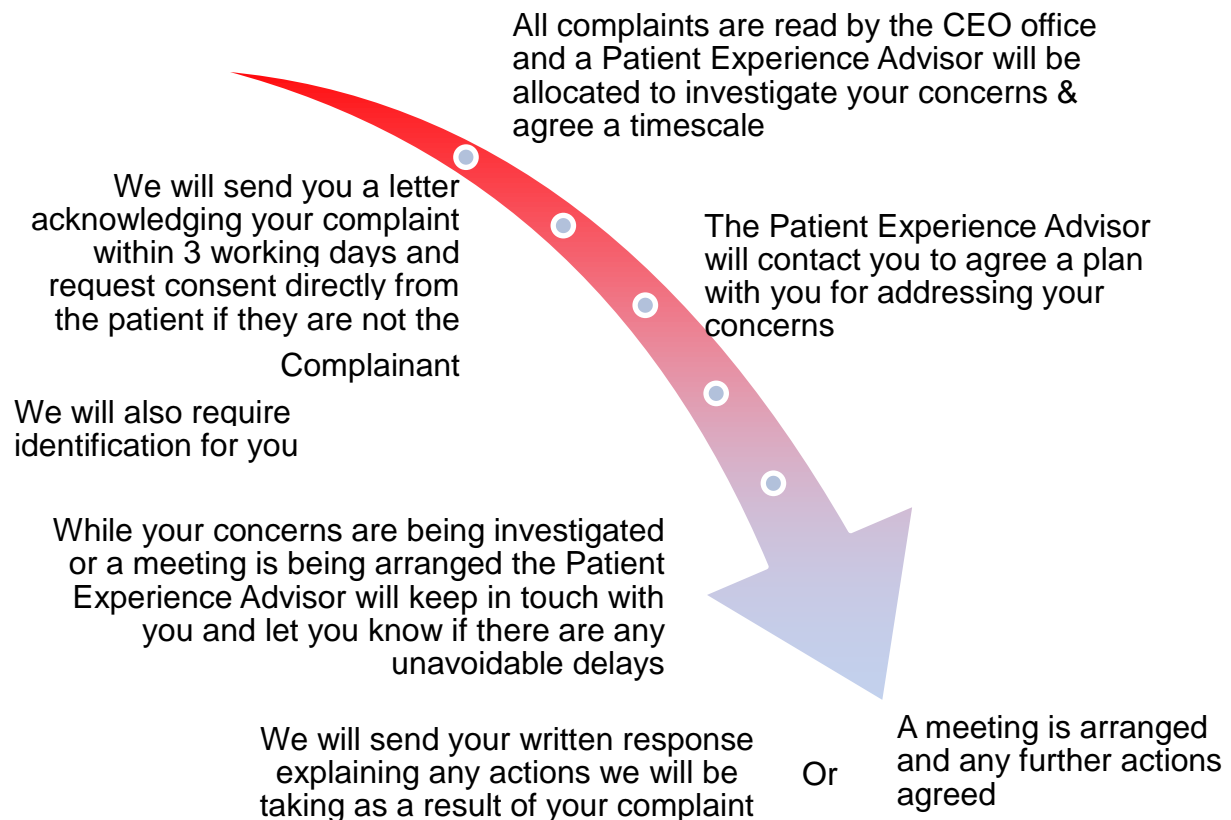 All complaints are read by the CEO office
and a Patient Experience Advisor will be
allocated to investigate your concerns &
agree a timescale
We will send you a letter
acknowledging your complaint
within 3 working days and
request consent directly from
the patient if they are not the
Complainant
We will also require
identification for you
The Patient Experience Advisor
will contact you to agree a plan
with you for addressing your
concerns
While your concerns are being investigated
or a meeting is being arranged the Patient
Experience Advisor will keep in touch with
you and let you know if there are any
unavoidable delays
We will send your written response
explaining any actions we will be
taking as a result of your complaint
Or
A meeting is arranged
and any further actions
agreed